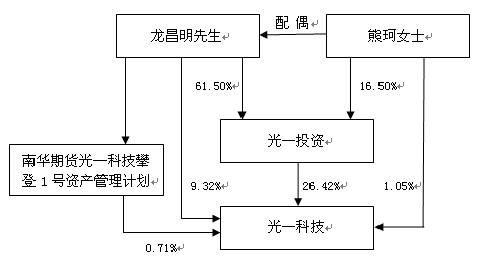 龙昌明先生
配 偶
熊珂女士
61.50%
16.50%
光一投资
南华期货光一科技攀
登 1 号资产管理计划
9.32%
26.42%
1.05%
光一科技
0.71%